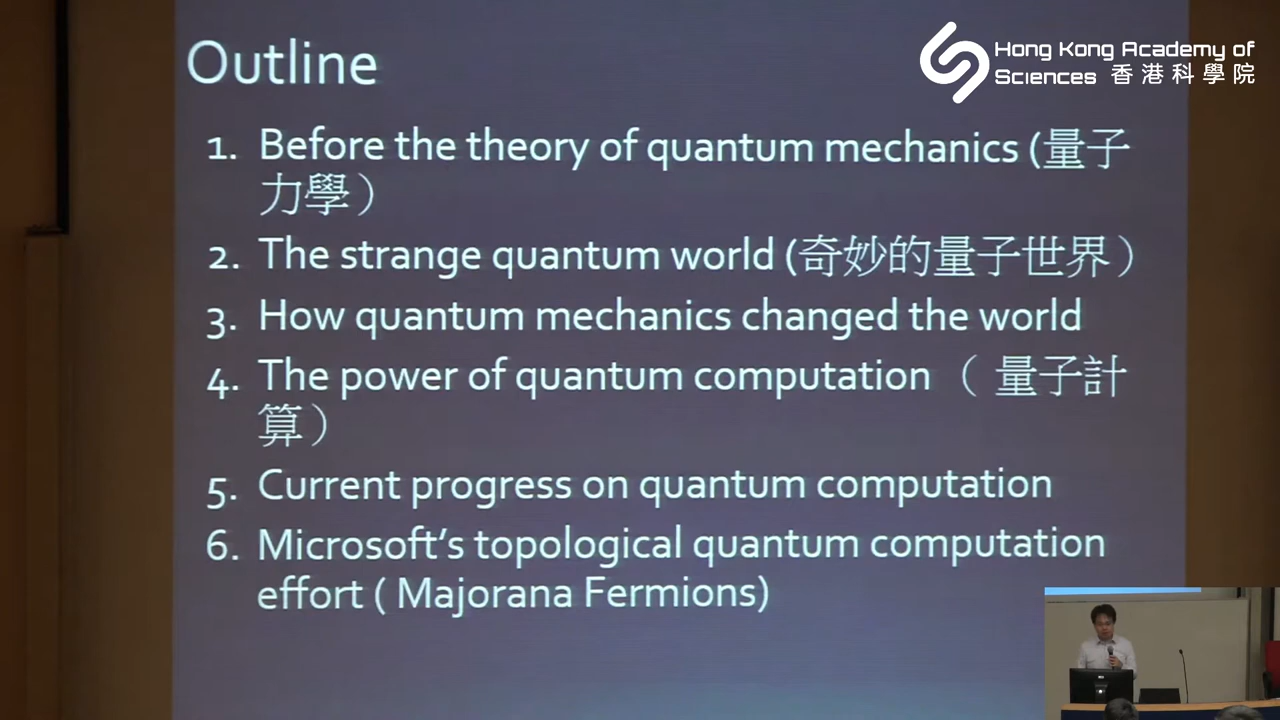 Outline
Hong Kong Academy of
Sciences 香港科學院
1. Before the theory of quantum mechanics (量子
力學）
2. The strange quantum world (奇妙的量子世界）
3. How quantum mechanics changed the world
4. The power of quantum computation （ 量子計
算）
5. Current progress on quantum computation
6. Microsoft’s topological quantum computation
effort ( Majorana Fermions)